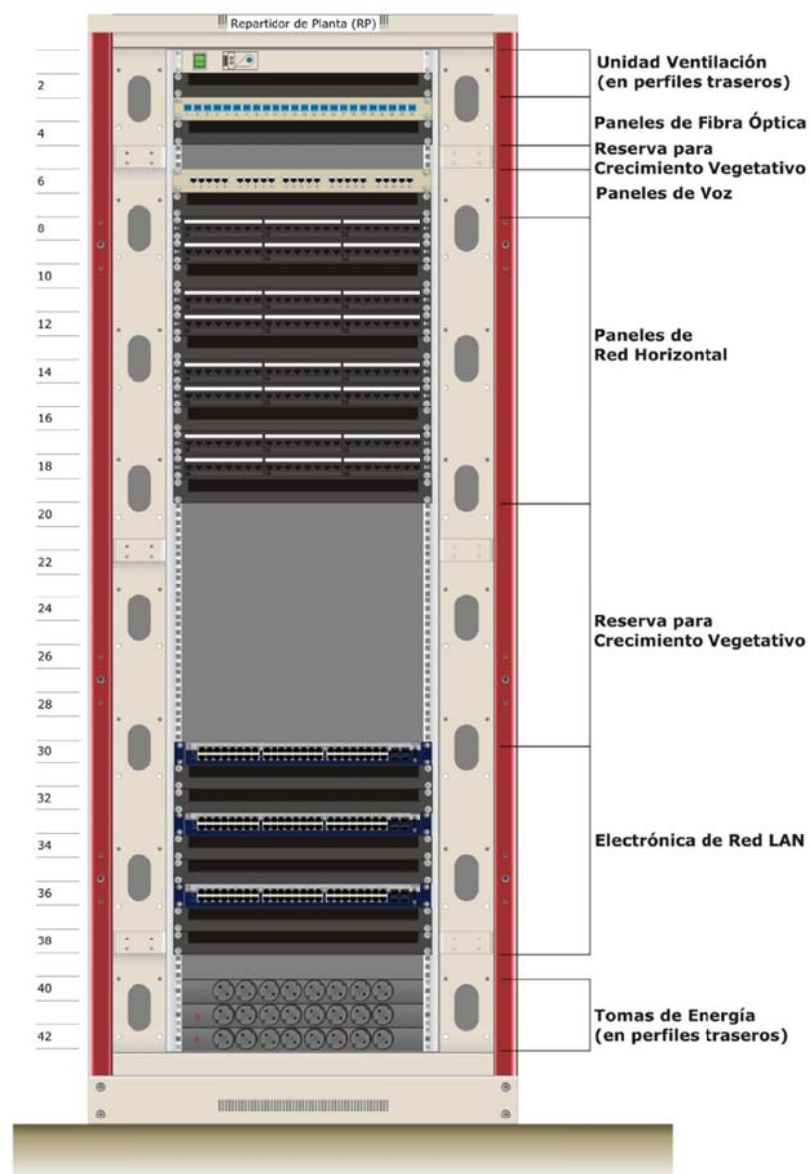 Repartidor de Planta (RP)
Unidad Ventilación
(en perfiles traseros)
2
Paneles de Fibra Óptica
4
Reserva para
Crecimiento Vegetativo
6
Paneles de Voz
8
10
12
Paneles de
Red Horizontal
14
16
18
20
22
24
Reserva para
Crecimiento Vegetativo
26
28
30
32
34
Electrónica de Red LAN
36
38
40
Tomas de Energía
(en perfiles traseros)
42